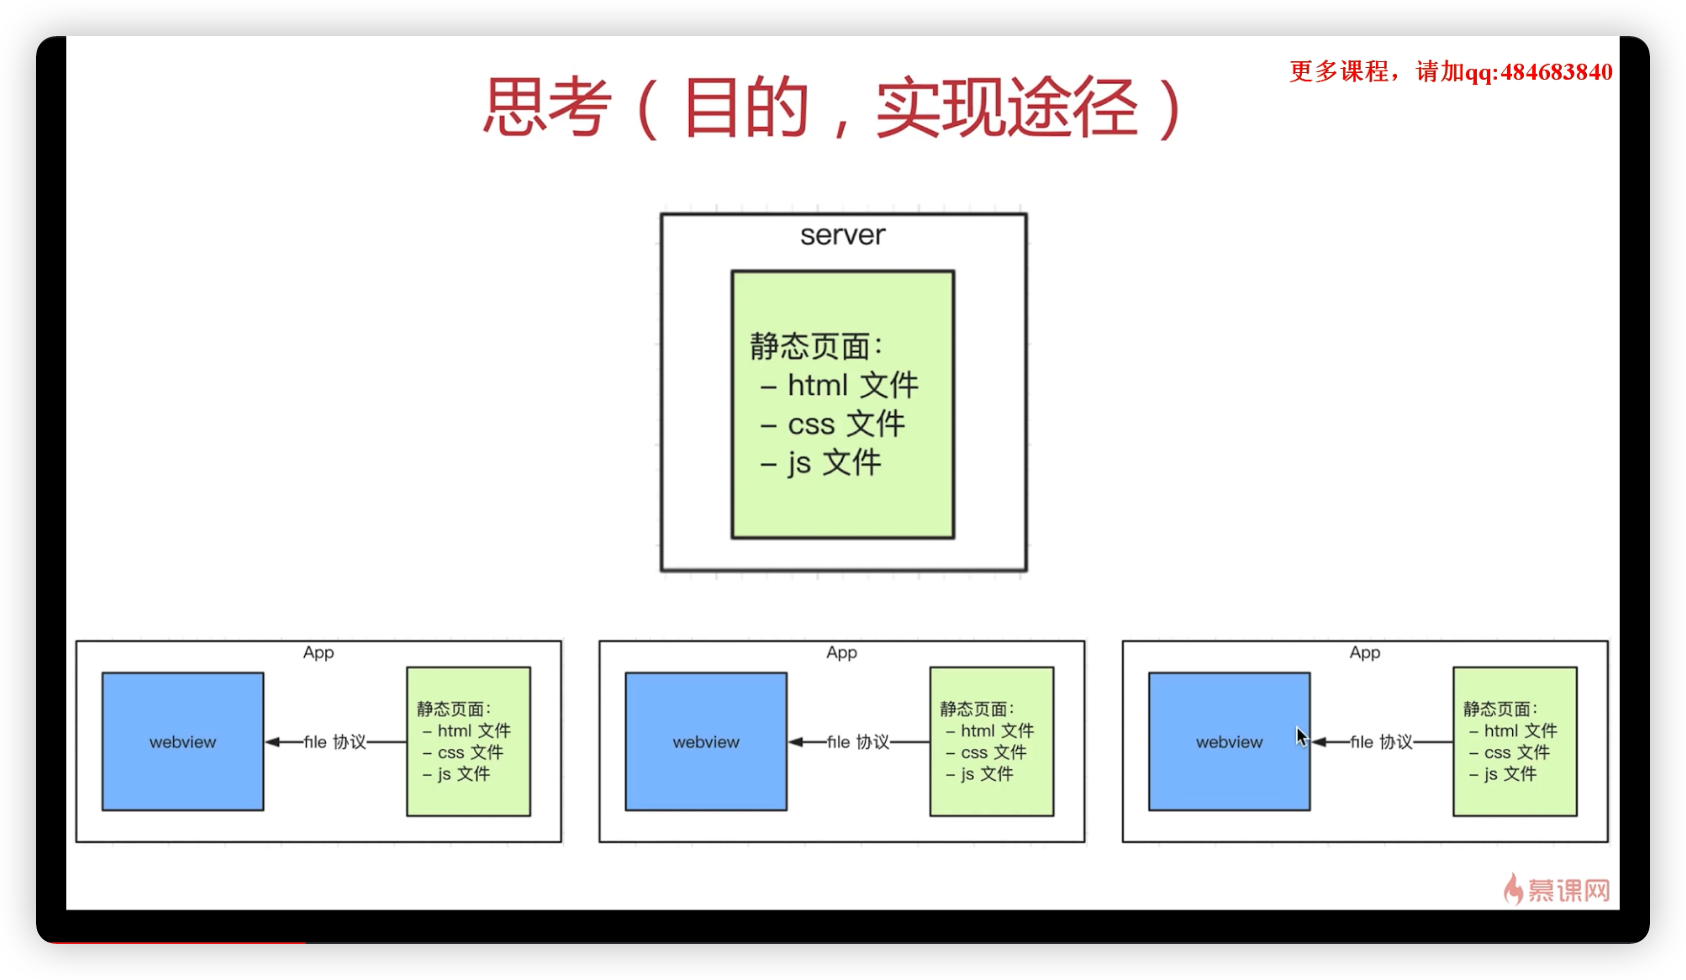 更多课程，请加qq:484683840
思考（目的，实现途径）
server
静态页面：
- html 文件
- css 文件
- js 文件
App
webview
file 协议
静态页面：
- html 文件
- css 文件
- js 文件
App
webview
file 协议
静态页面：
- html 文件
- css 文件
- js 文件
App
webview
file 协议
静态页面：
- html 文件
- css 文件
- js 文件
慕课网